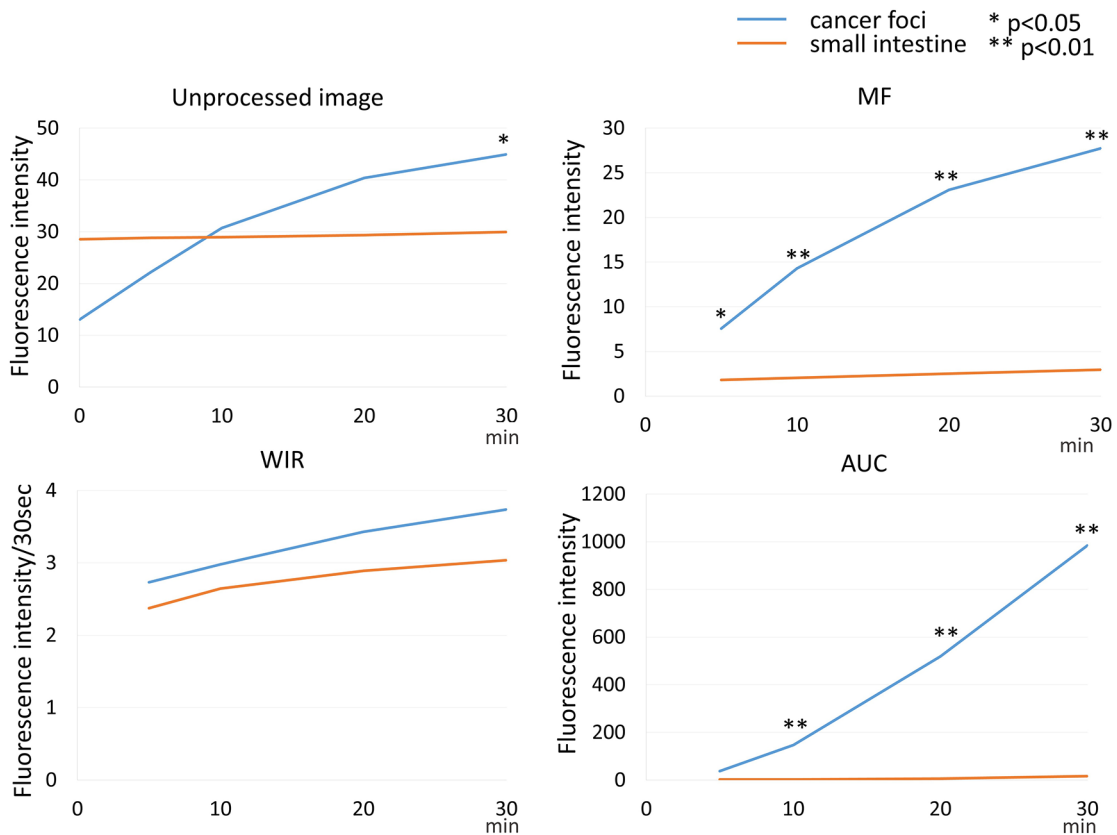 cancer foci * p<0.05
small intestine ** p<0.01
Unprocessed image
Fluorescence intensity
50
40
30
20
10
0
*
0 10 20 30
min
MF
Fluorescence intensity
30
25
20
15
10
5
0
*
**
**
**
0 10 20 30
min
WIR
Fluorescence intensity/30sec
4
3
2
1
0
0 10 20 30
min
AUC
Fluorescence intensity
1200
1000
800
600
400
200
0
**
**
**
0 10 20 30
min